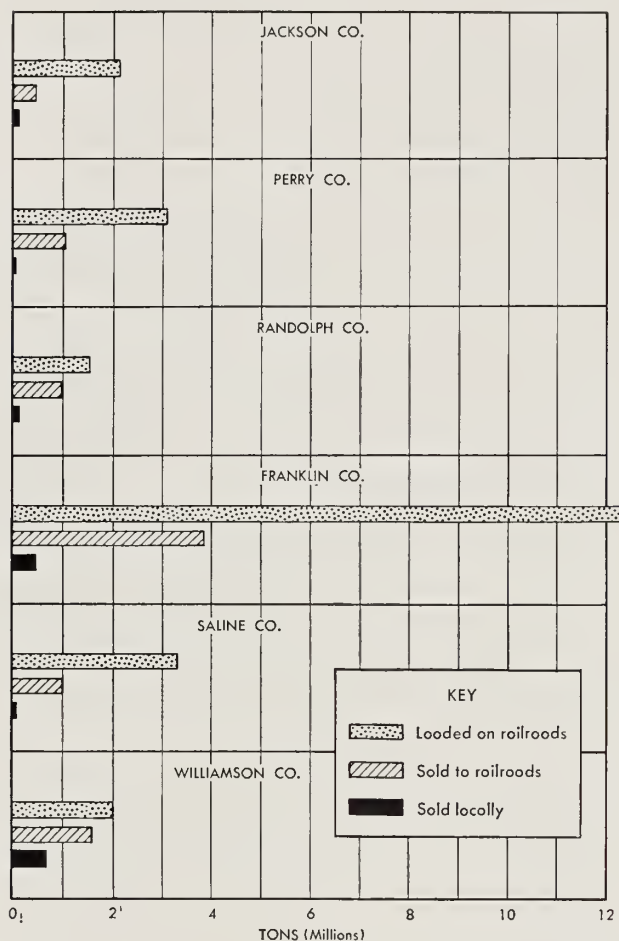 JACKSON CO.
PERRY CO.
RANDOLPH CO.
FRANKLIN CO.
SALINE CO.
WILLIAMSON CO.
KEY
Looded on roilroods
Sold to roilroods
Sold locally
0 2 4 6 8 10 12
TONS (Millions)